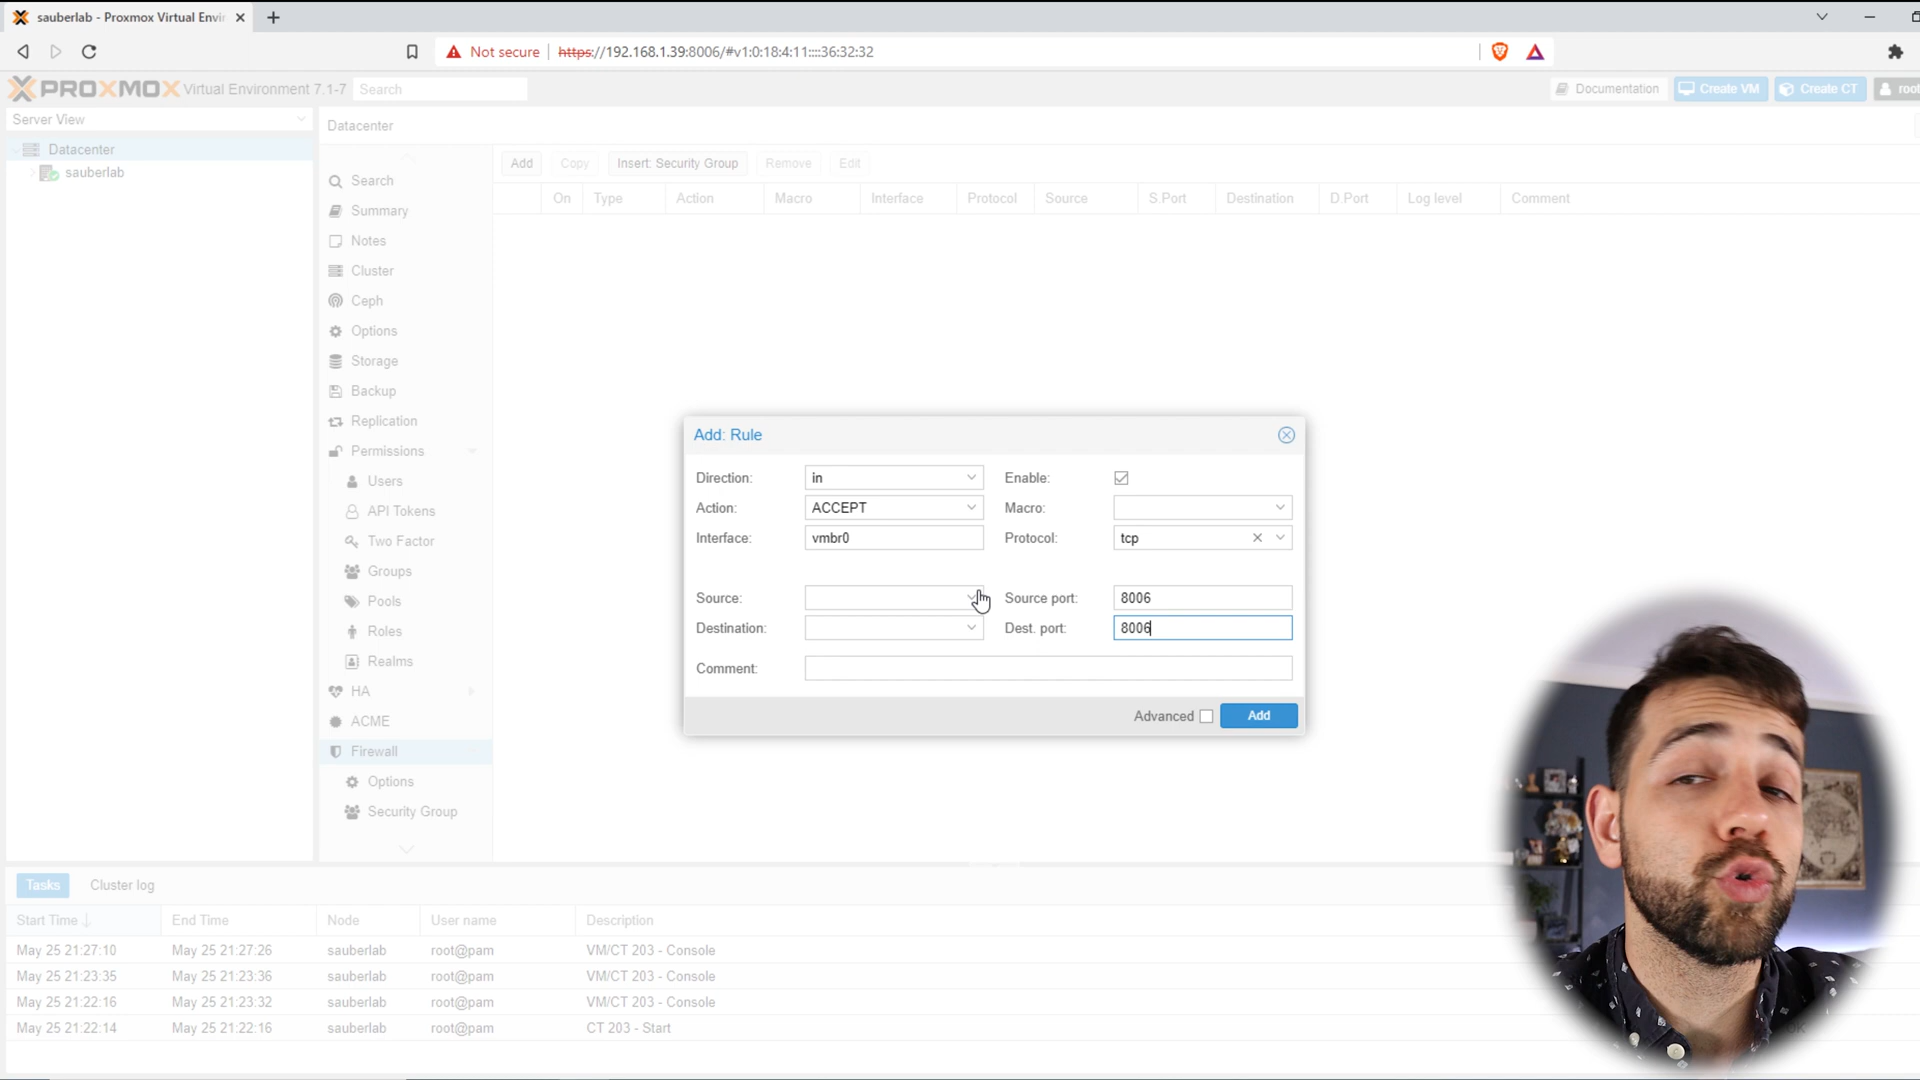 sauberlab - Proxmox Virtual Envir
Not secure
https://192.168.1.39:8006/#v1:0:18:4:11::::36:32:32
PROXMOX Virtual Environment 7.1-7
Search
Documentation
Create VM
Create CT
root
Server View
Datacenter
sauberlab
Datacenter
Search
Summary
Notes
Cluster
Ceph
Options
Storage
Backup
Replication
Permissions
Users
API Tokens
Two Factor
Groups
Pools
Roles
Realms
HA
ACME
Firewall
Options
Security Group
Add Copy Insert: Security Group Remove Edit
On Type Action Macro Interface Protocol Source S.Port Destination D.Port Log level Comment
Add: Rule
Direction: in Enable:
Action: ACCEPT Macro:
Interface: vmbr0 Protocol: tcp
Source: Source port: 8006
Destination: Dest. port: 8006
Comment:
Advanced Add
Tasks Cluster log
Start Time End Time Node User name Description
May 25 21:27:10 May 25 21:27:26 sauberlab root@pam VM/CT 203 - Console
May 25 21:23:35 May 25 21:23:36 sauberlab root@pam VM/CT 203 - Console
May 25 21:22:16 May 25 21:23:32 sauberlab root@pam VM/CT 203 - Console
May 25 21:22:14 May 25 21:22:16 sauberlab root@pam CT 203 - Start